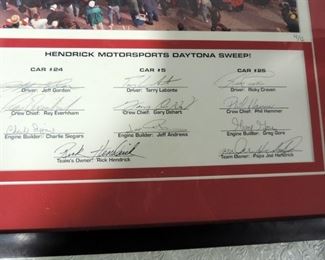 HENDRICK MOTORSPORTS DAYTONA SWEEP!
CAR #24 CAR #5 CAR #25
Driver: Jeff Gordon Driver: Terry Labonte Driver: Ricky Craven
Crew Chief: Ray Evernham Crew Chief: Gary Dehart Crew Chief: Phil Hammer
Engine Builder: Charlie Siegars Engine Builder: Jeff Andrews Engine Builder: Greg Gore
Rick Hendrick
Team's Owner: Rick Hendrick Team Owner: Papa Joe Hendrick